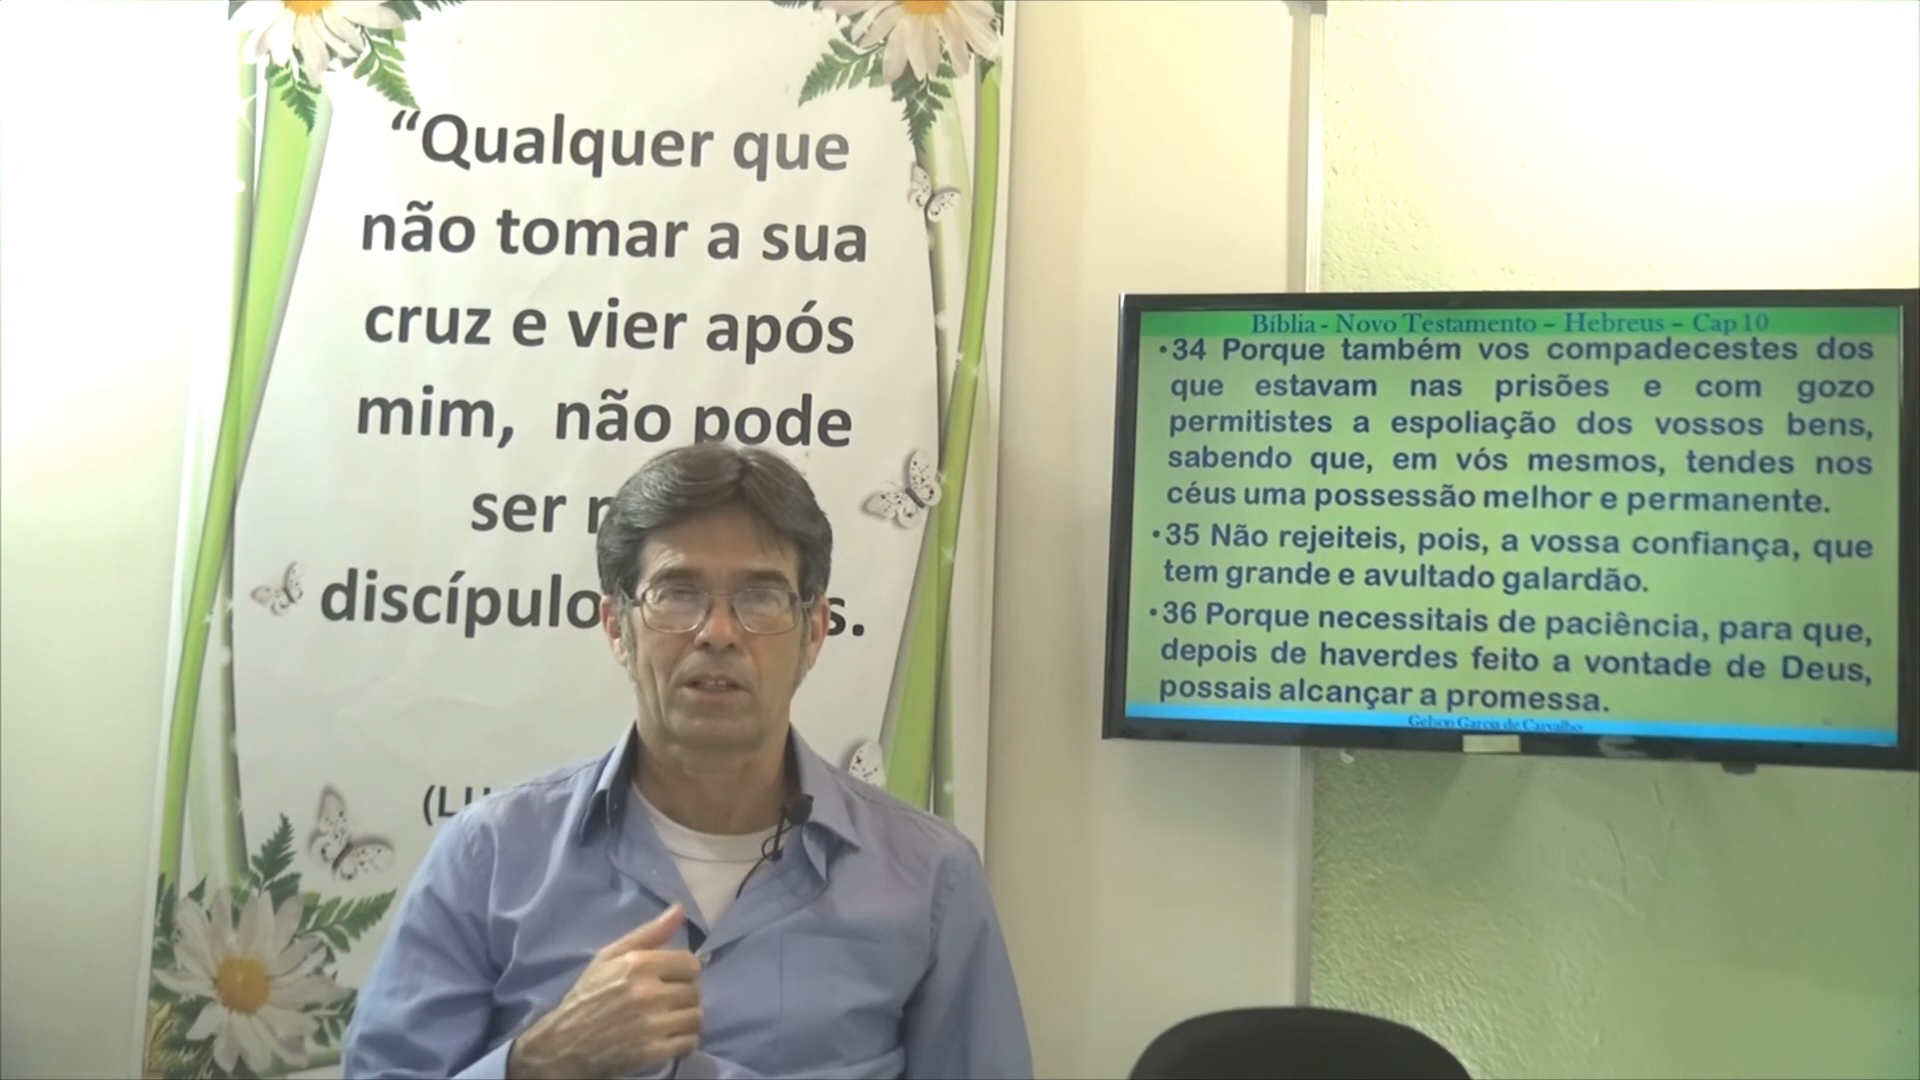 “Qualquer que
não tomar a sua
cruz e vier após
mim, não pode
ser
discípulo
Bíblia - Novo Testamento – Hebreus – Cap 10
•34 Porque também vos compadecestes dos
que estavam nas prisões e com gozo
permitistes a espoliação dos vossos bens,
sabendo que, em vós mesmos, tendes nos
céus uma possessão melhor e permanente.
•35 Não rejeiteis, pois, a vossa confiança, que
tem grande e avultado galardão.
•36 Porque necessitais de paciência, para que,
depois de haverdes feito a vontade de Deus,
possais alcançar a promessa.
Gelson Garcia de Carvalho